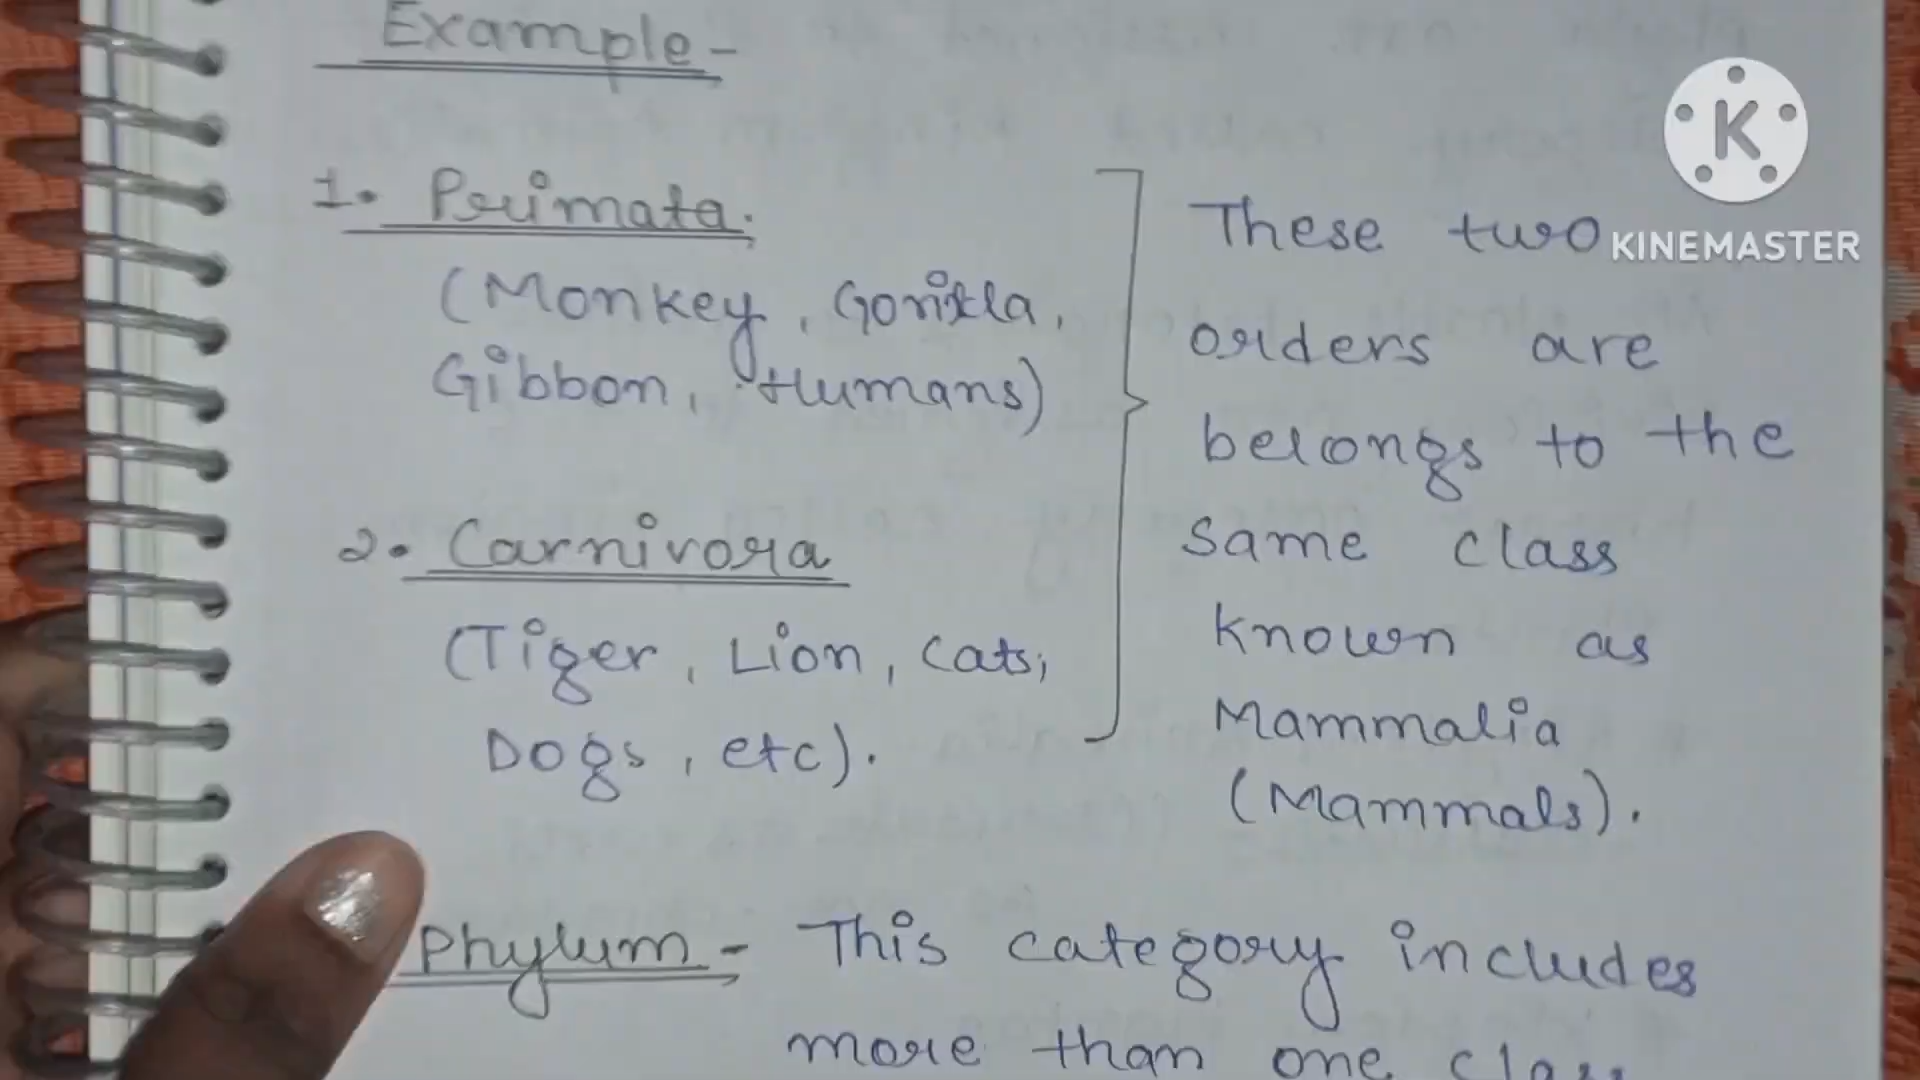 Example -
1. Primata.
(Monkey, Gorilla,
Gibbon, Humans)
2. Carnivora
(Tiger, Lion, Cats,
Dogs, etc).
These two
orders are
belongs to the
same class
known as
Mammalia
(Mammals).
Phylum - This category includes
more than one class
K
KINEMASTER